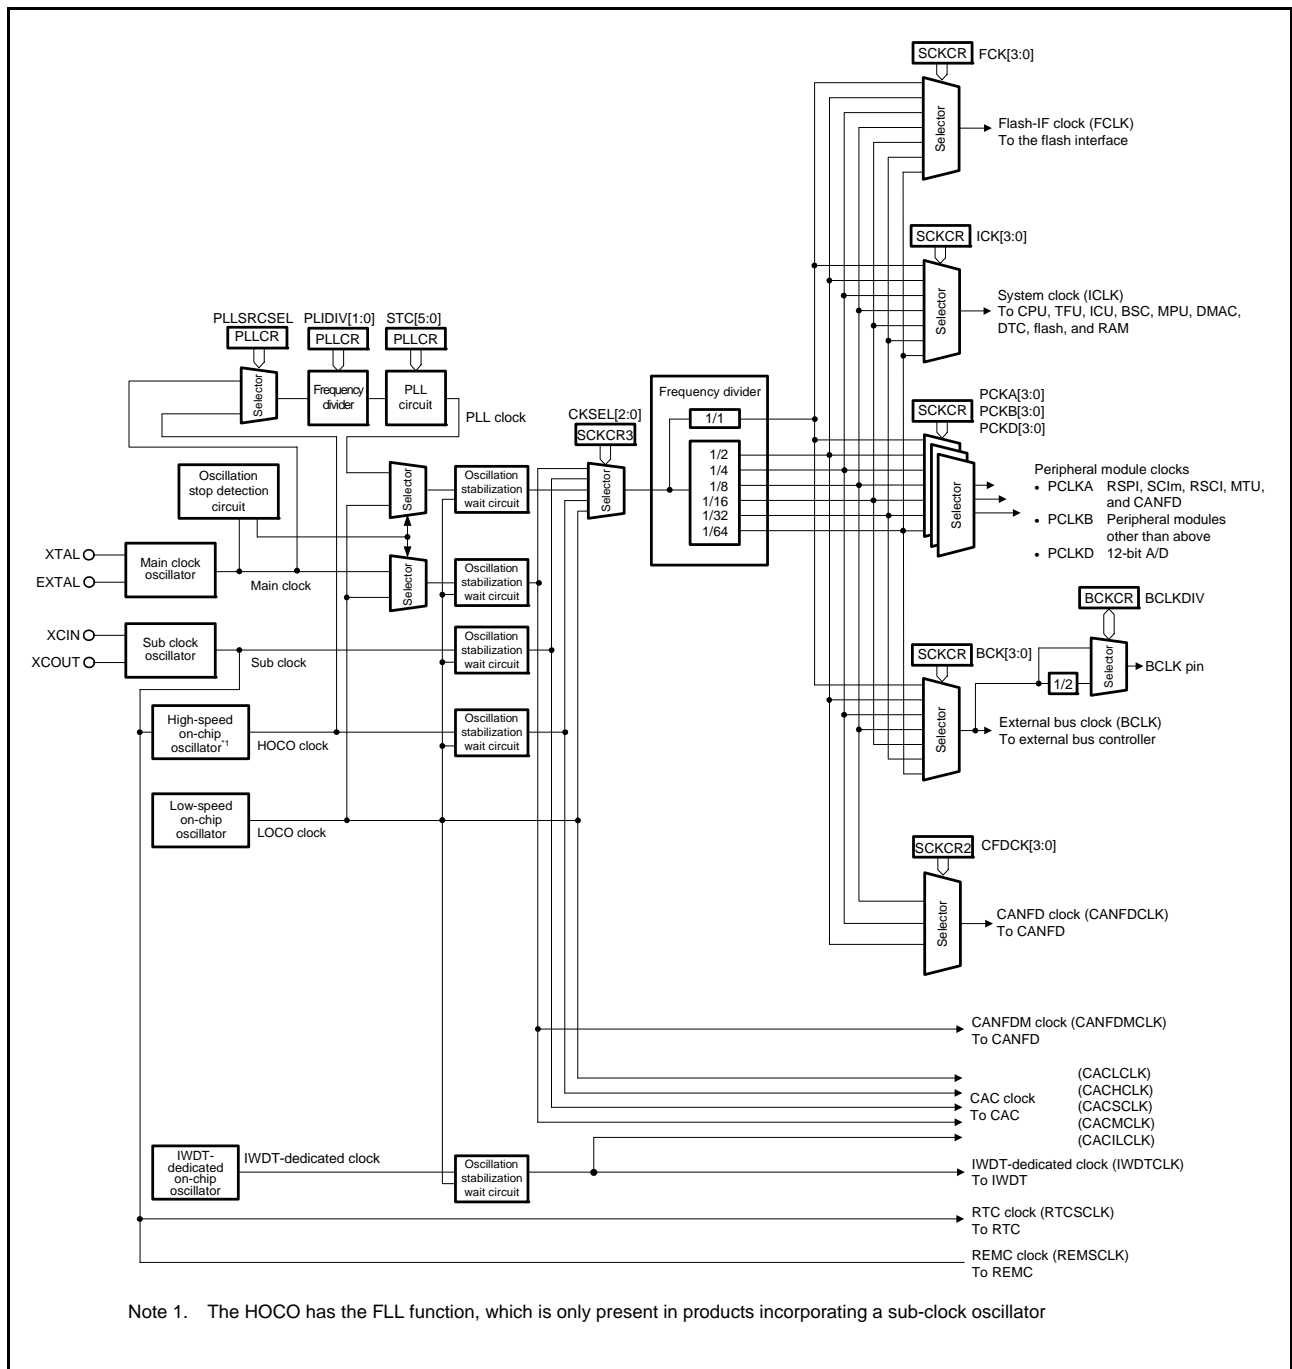 SCKCR FCK[3:0]
Selector
Flash-IF clock (FCLK)
To the flash interface
SCKCR ICK[3:0]
Selector
System clock (ICLK)
To CPU, TFU, ICU, BSC, MPU, DMAC,
DTC, flash, and RAM
PLLSRCSEL PLIDIV[1:0] STC[5:0]
PLLCR PLLCR PLLCR
Selector
Frequency
divider
PLL
circuit
PLL clock
CKSEL[2:0]
SCKCR3
Selector
Frequency divider
1/1
1/2
1/4
1/8
1/16
1/32
1/64
PCKA[3:0]
SCKCR PCKB[3:0]
PCKD[3:0]
Selector
Peripheral module clocks
• PCLKA RSPI, SCIm, RSCI, MTU,
and CANFD
• PCLKB Peripheral modules
other than above
• PCLKD 12-bit A/D
Oscillation
stop detection
circuit
Selector
Oscillation
stabilization
wait circuit
XTAL
EXTAL
Main clock
oscillator
Main clock
Selector
Oscillation
stabilization
wait circuit
XCIN
XCOUT
Sub clock
oscillator
Sub clock
Oscillation
stabilization
wait circuit
BCKCR BCLKDIV
SCKCR BCK[3:0]
Selector
1/2
Selector
BCLK pin
External bus clock (BCLK)
To external bus controller
High-speed
on-chip
oscillator*1
HOCO clock
Oscillation
stabilization
wait circuit
Low-speed
on-chip
oscillator
LOCO clock
SCKCR2 CFDCK[3:0]
Selector
CANFD clock (CANFDCLK)
To CANFD
CANFDM clock (CANFDMCLK)
To CANFD
CAC clock
To CAC
(CACLCLK)
(CACHCLK)
(CACSCLK)
(CACMCLK)
(CACILCLK)
IWDT-
dedicated
on-chip
oscillator
IWDT-dedicated clock
Oscillation
stabilization
wait circuit
IWDT-dedicated clock (IWDTCLK)
To IWDT
RTC clock (RTCSCLK)
To RTC
REMC clock (REMSCLK)
To REMC
Note 1. The HOCO has the FLL function, which is only present in products incorporating a sub-clock oscillator